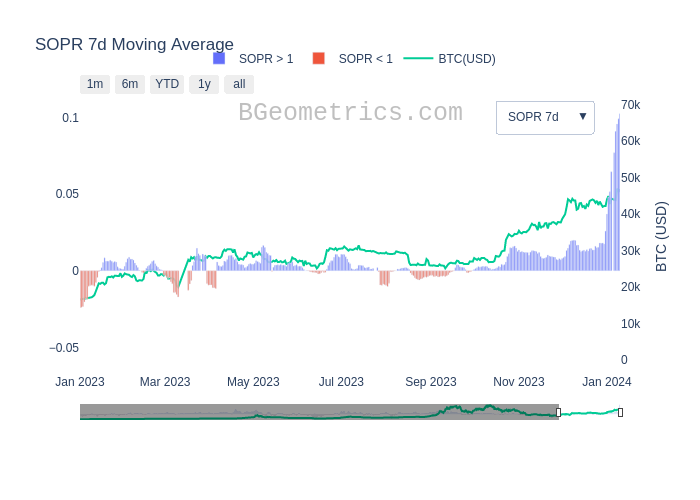 SOPR 7d Moving Average
SOPR > 1
SOPR < 1
BTC(USD)
1m
6m
YTD
1y
all
BGeometrics.com
SOPR 7d
▼
0.1
0.05
0
−0.05
70k
60k
50k
40k
30k
20k
10k
0
BTC (USD)
Jan 2023
Mar 2023
May 2023
Jul 2023
Sep 2023
Nov 2023
Jan 2024